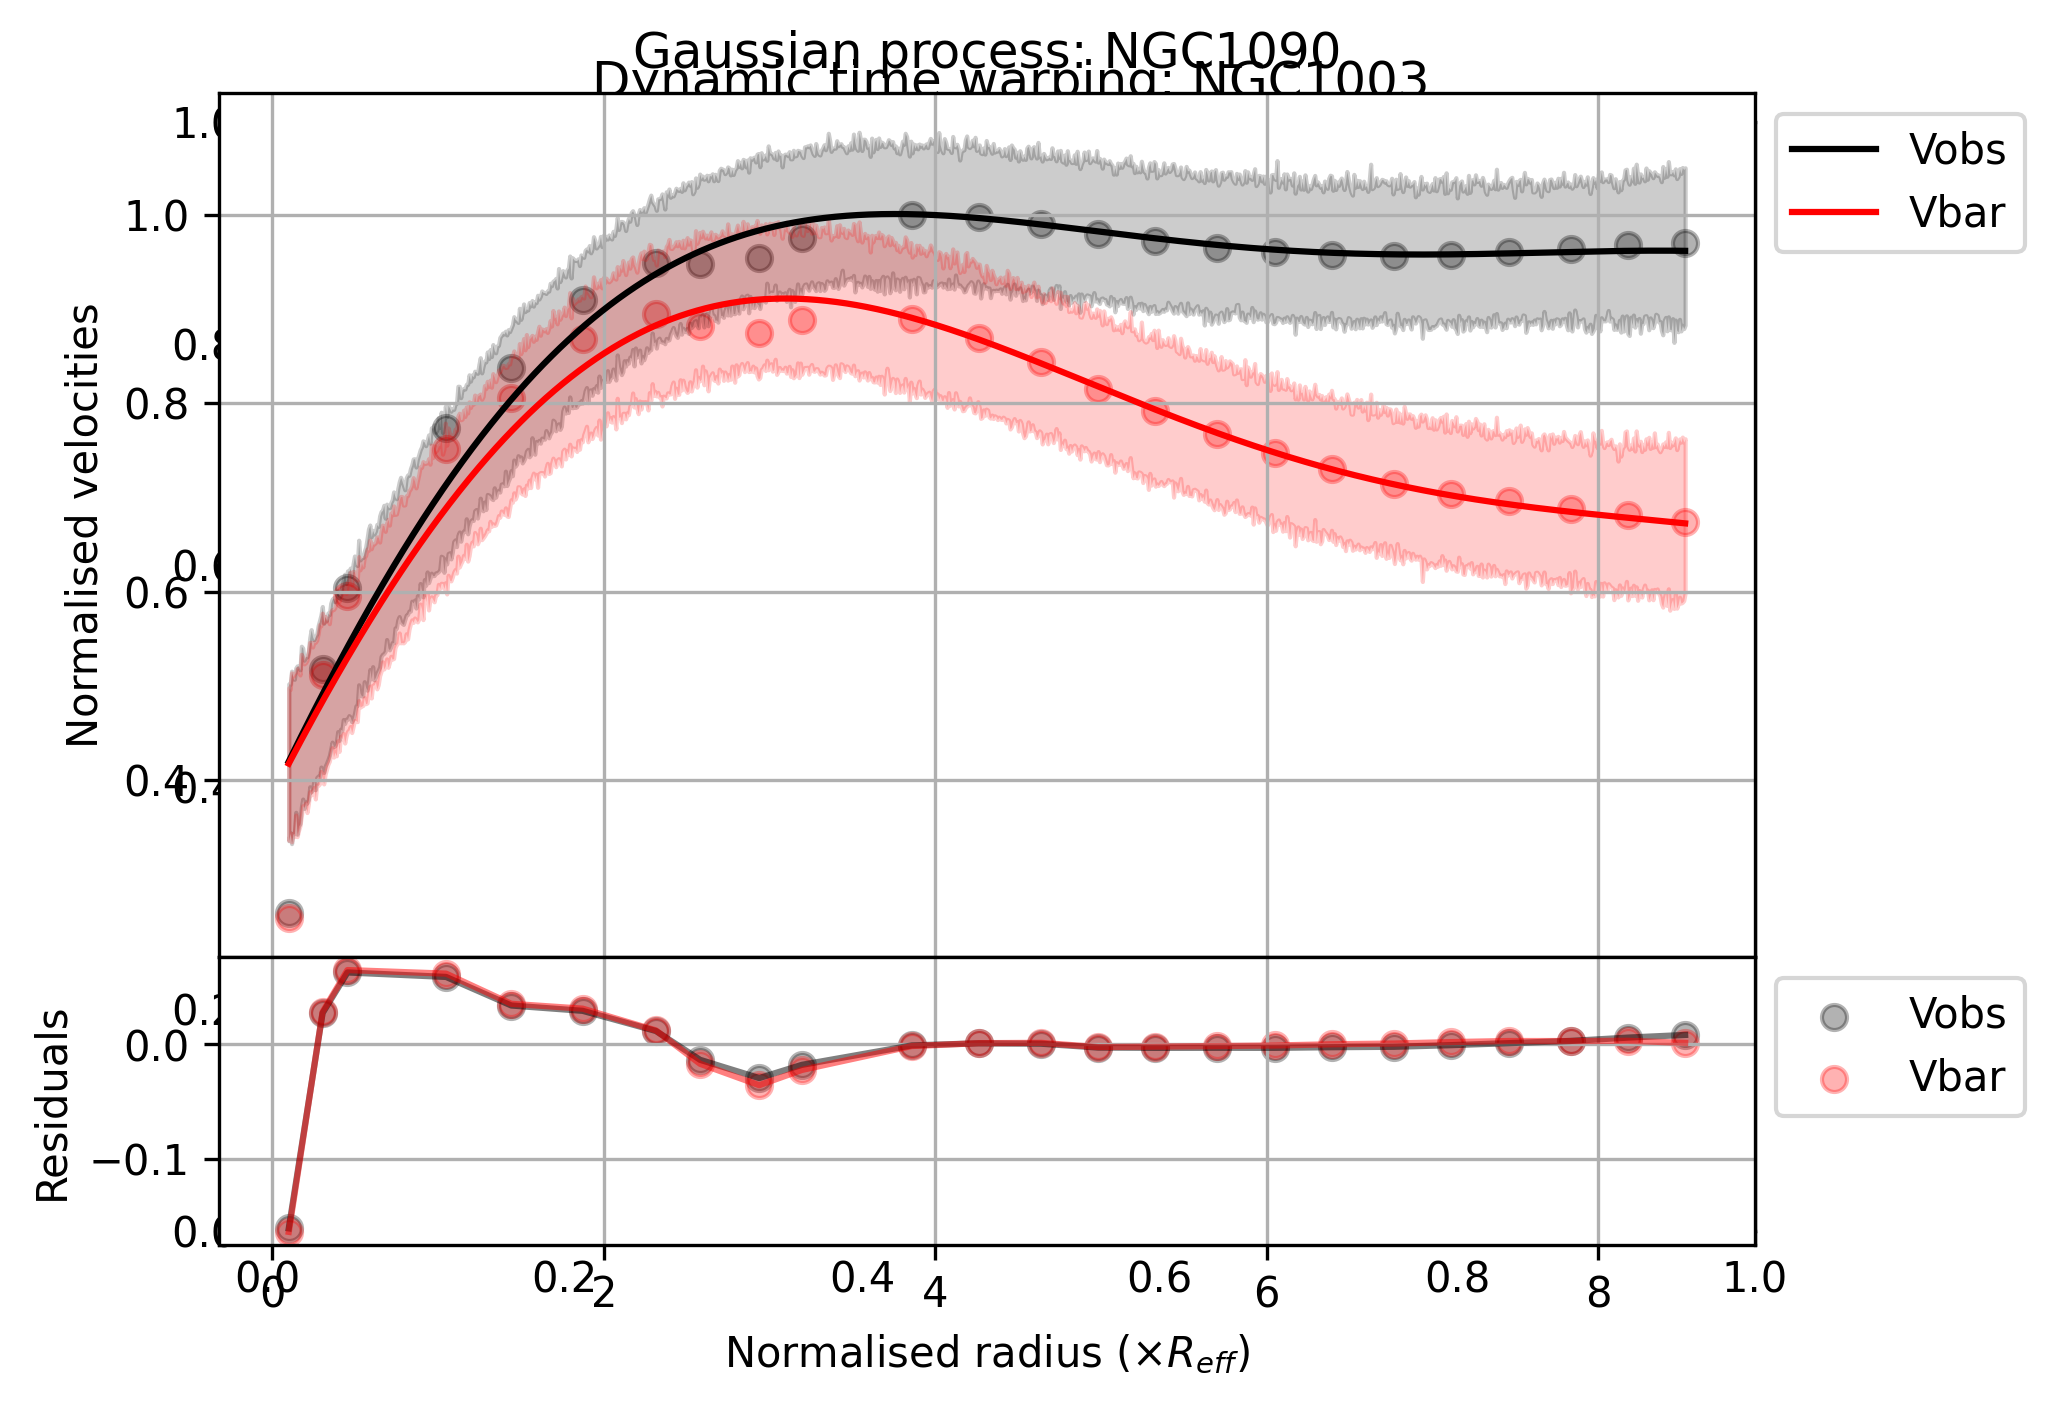 Gaussian process: NGC1090
Dynamic time warping: NGC1003
Vobs
Vbar
1.0
0.8
0.6
0.4
Normalised velocities
Vobs
Vbar
0.0
−0.1
Residuals
0.0 0.2 0.4 0.6 0.8 1.0
0 2 4 6 8
Normalised radius (×R_eff)